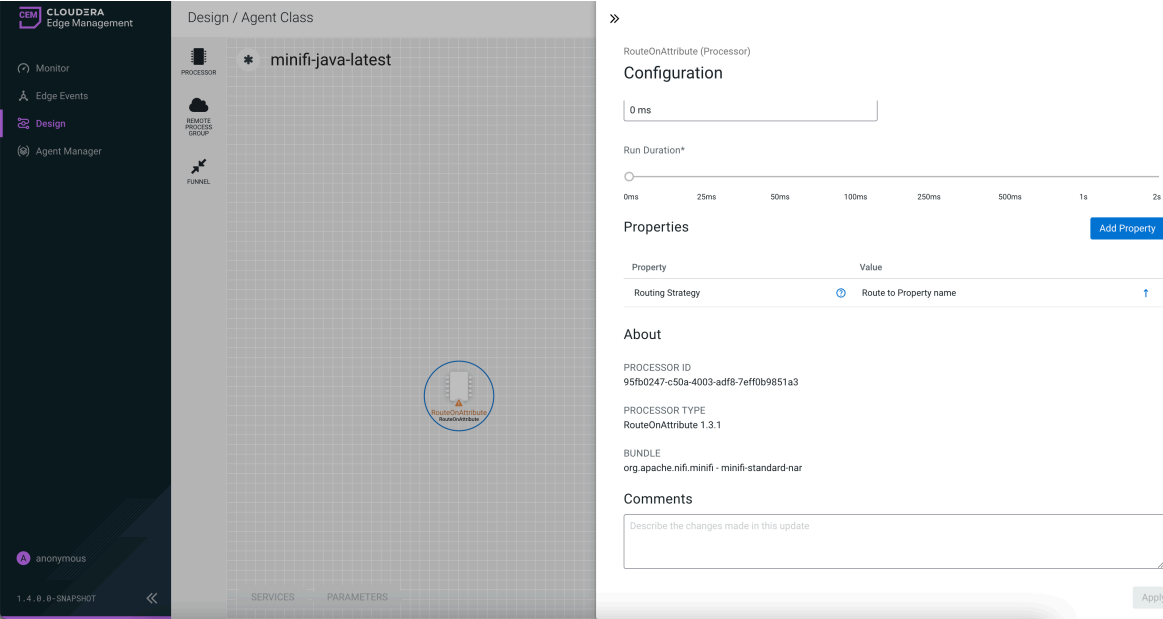 CEM CLOUDERA
Edge Management
Monitor
Edge Events
Design
Agent Manager
A anonymous
1.4.0.0-SNAPSHOT
Design / Agent Class
PROCESSOR
REMOTE
PROCESS
GROUP
FUNNEL
minifi-java-latest
RouteOnAttribute
RouteOnAttribute
SERVICES PARAMETERS
RouteOnAttribute (Processor)
Configuration
0 ms
Run Duration*
0ms 25ms 50ms 100ms 250ms 500ms 1s 2s
Properties
Add Property
Property Value
Routing Strategy Route to Property name
About
PROCESSOR ID
95fb0247-c50a-4003-adf8-7eff0b9851a3
PROCESSOR TYPE
RouteOnAttribute 1.3.1
BUNDLE
org.apache.nifi.minifi - minifi-standard-nar
Comments
Describe the changes made in this update
Apply